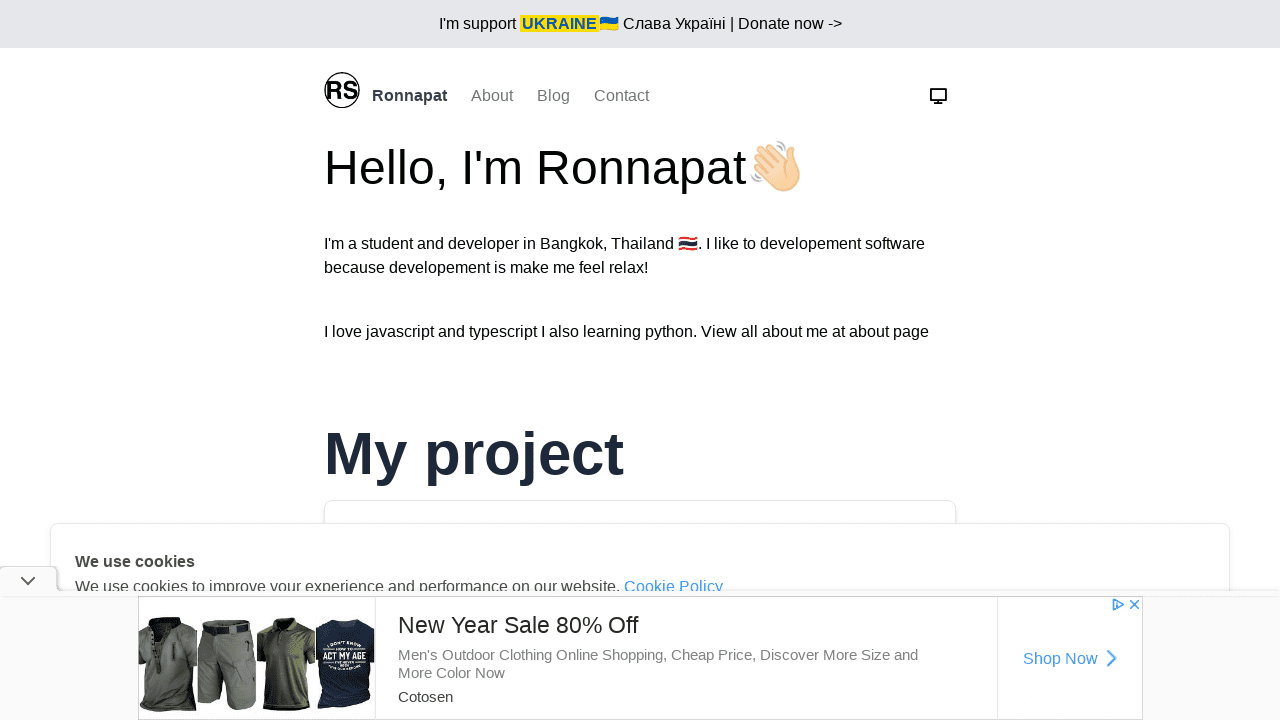 I'm support UKRAINE🇺🇦 Слава Україні | Donate now ->
RS Ronnapat About Blog Contact
Hello, I'm Ronnapat👋🏻
I'm a student and developer in Bangkok, Thailand 🇹🇭. I like to developement software
because developement is make me feel relax!
I love javascript and typescript I also learning python. View all about me at about page
My project
We use cookies
We use cookies to improve your experience and performance on our website. Cookie Policy
New Year Sale 80% Off
Men's Outdoor Clothing Online Shopping, Cheap Price, Discover More Size and
More Color Now
Cotosen
Shop Now
I DON'T KNOW
HOW TO
ACT MY AGE